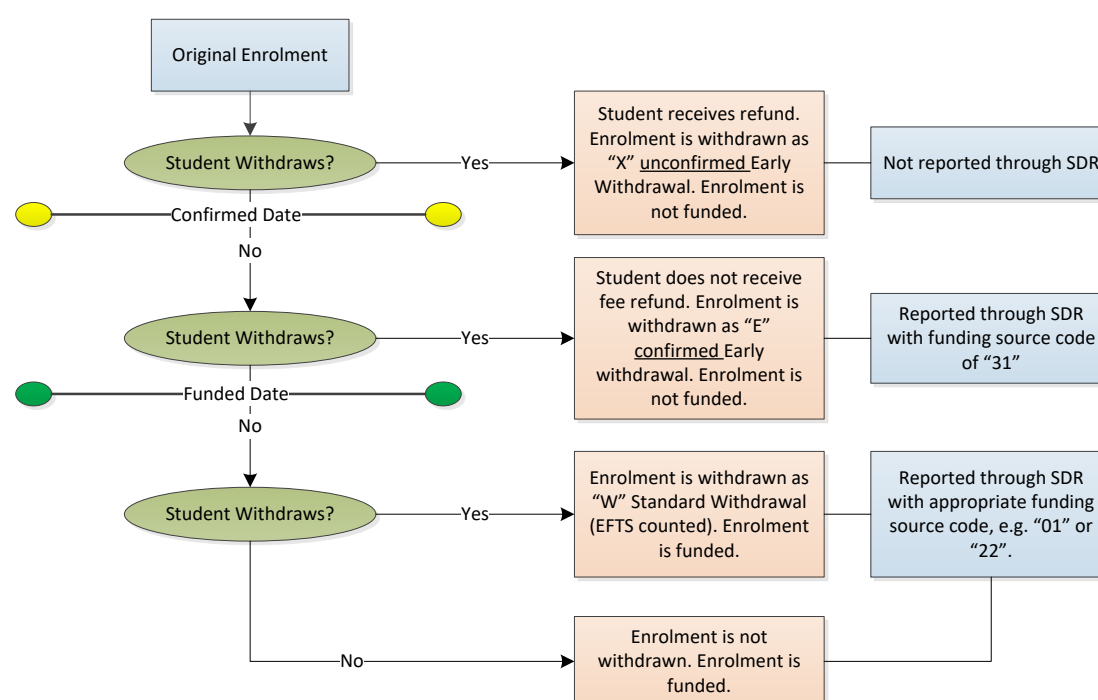 Original Enrolment
Student Withdraws?
Yes
Student receives refund.
Enrolment is withdrawn as
“X” unconfirmed Early
Withdrawal. Enrolment is
not funded.
Not reported through SDR
Confirmed Date
No
Student Withdraws?
Yes
Student does not receive
fee refund. Enrolment is
withdrawn as “E”
confirmed Early
withdrawal. Enrolment is
not funded.
Reported through SDR
with funding source code
of “31”
Funded Date
No
Student Withdraws?
Yes
Enrolment is withdrawn as
“W” Standard Withdrawal
(EFTS counted). Enrolment
is funded.
Reported through SDR
with appropriate funding
source code, e.g. “01” or
“22”.
No
Enrolment is not
withdrawn. Enrolment is
funded.